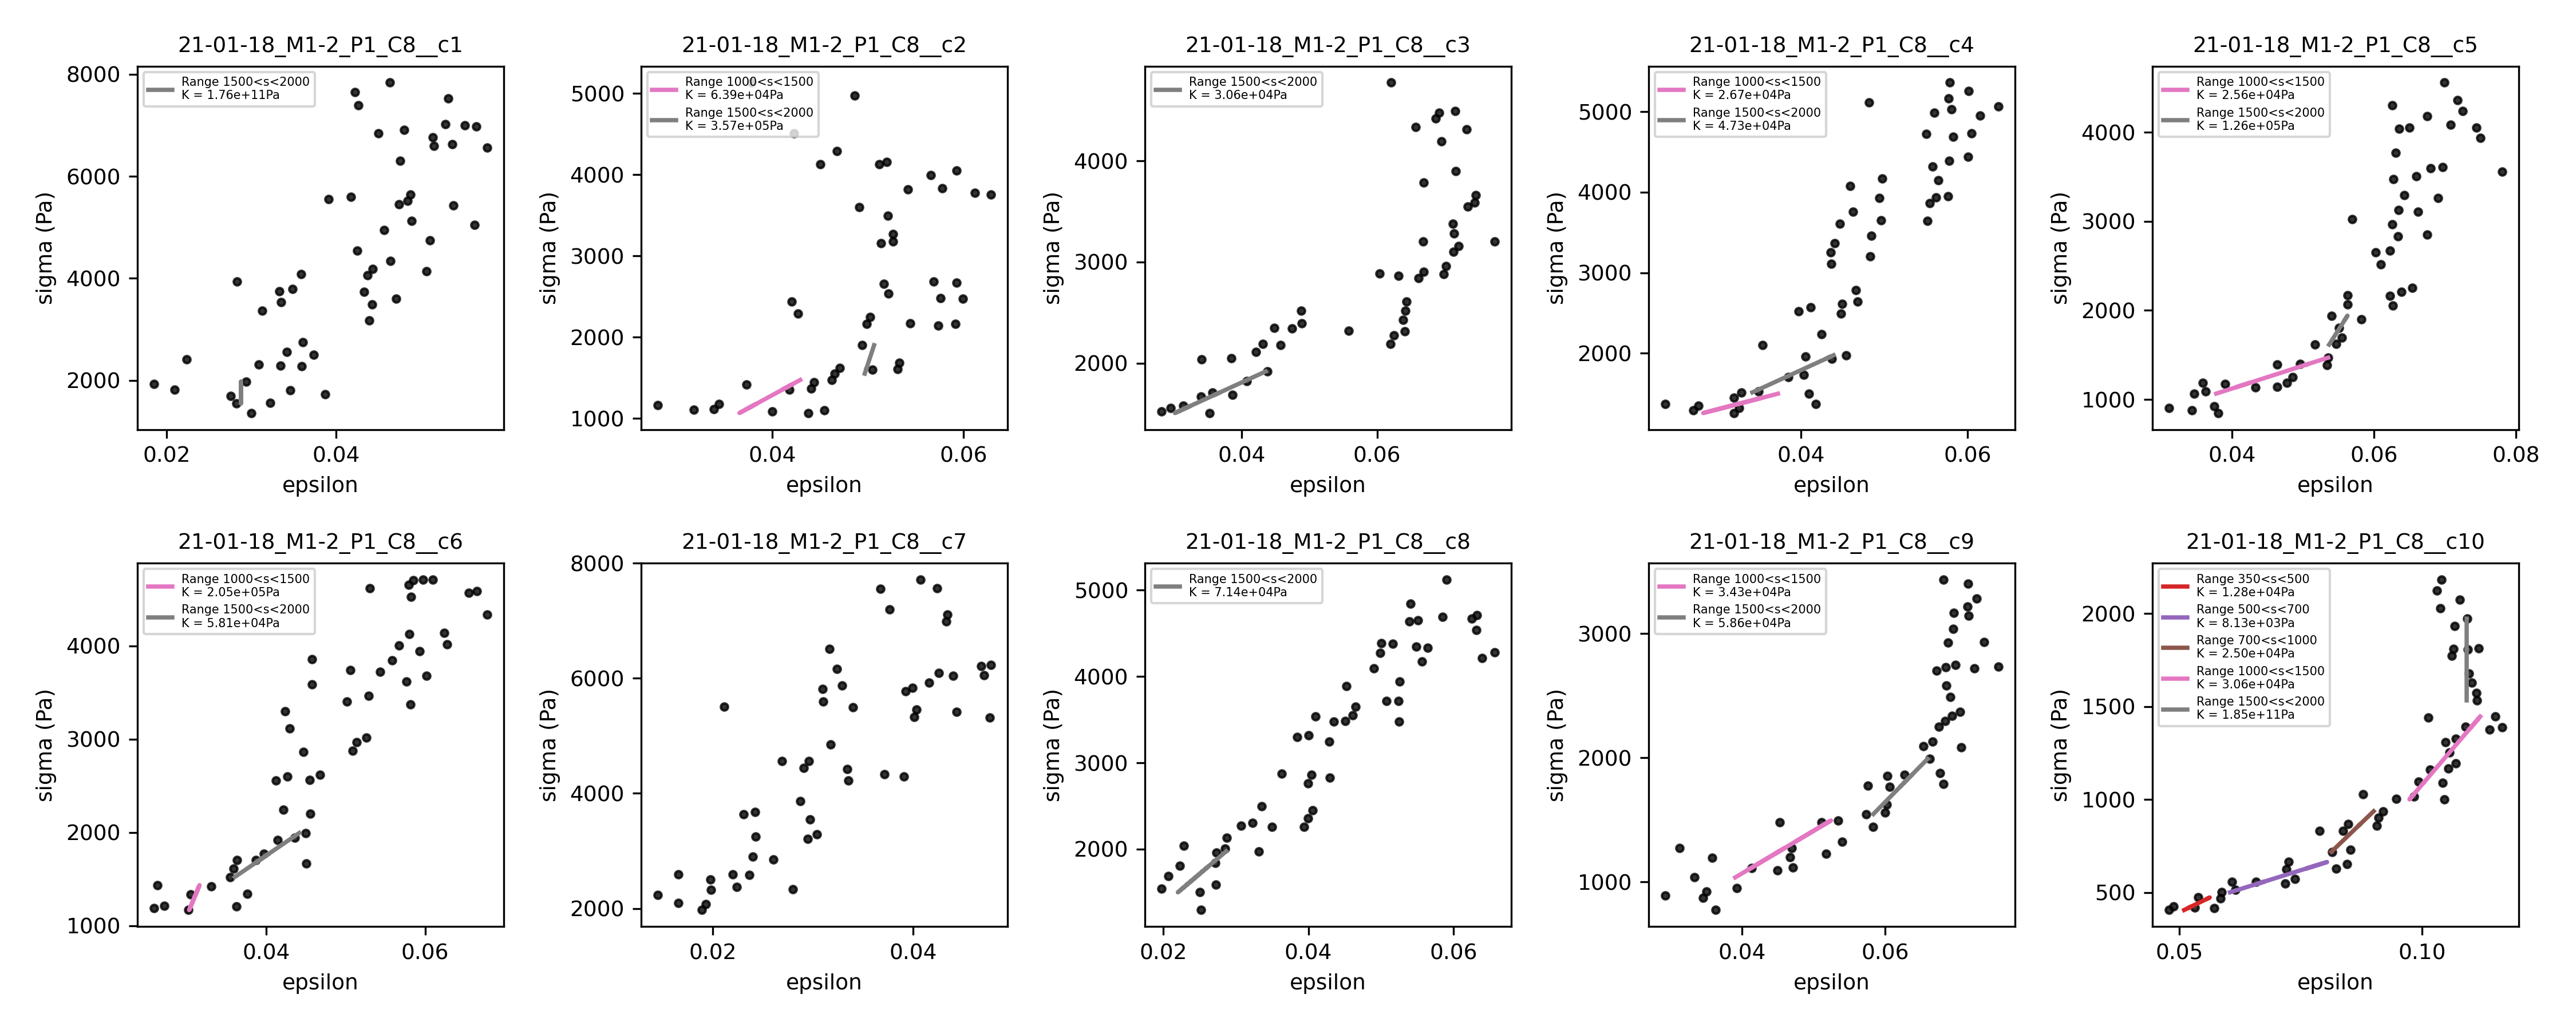 21-01-18_M1-2_P1_C8__c1
Range 1500<s<2000
K = 1.76e+11Pa
8000
6000
4000
2000
sigma (Pa)
0.02
0.04
epsilon
21-01-18_M1-2_P1_C8__c2
Range 1000<s<1500
K = 6.39e+04Pa
Range 1500<s<2000
K = 3.57e+05Pa
5000
4000
3000
2000
1000
sigma (Pa)
0.04
0.06
epsilon
21-01-18_M1-2_P1_C8__c3
Range 1500<s<2000
K = 3.06e+04Pa
4000
3000
2000
sigma (Pa)
0.04
0.06
epsilon
21-01-18_M1-2_P1_C8__c4
Range 1000<s<1500
K = 2.67e+04Pa
Range 1500<s<2000
K = 4.73e+04Pa
5000
4000
3000
2000
sigma (Pa)
0.04
0.06
epsilon
21-01-18_M1-2_P1_C8__c5
Range 1000<s<1500
K = 2.56e+04Pa
Range 1500<s<2000
K = 1.26e+05Pa
4000
3000
2000
1000
sigma (Pa)
0.04
0.06
0.08
epsilon
21-01-18_M1-2_P1_C8__c6
Range 1000<s<1500
K = 2.05e+05Pa
Range 1500<s<2000
K = 5.81e+04Pa
4000
3000
2000
1000
sigma (Pa)
0.04
0.06
epsilon
21-01-18_M1-2_P1_C8__c7
8000
6000
4000
2000
sigma (Pa)
0.02
0.04
epsilon
21-01-18_M1-2_P1_C8__c8
Range 1500<s<2000
K = 7.14e+04Pa
5000
4000
3000
2000
sigma (Pa)
0.02
0.04
0.06
epsilon
21-01-18_M1-2_P1_C8__c9
Range 1000<s<1500
K = 3.43e+04Pa
Range 1500<s<2000
K = 5.86e+04Pa
3000
2000
1000
sigma (Pa)
0.04
0.06
epsilon
21-01-18_M1-2_P1_C8__c10
Range 350<s<500
K = 1.28e+04Pa
Range 500<s<700
K = 8.13e+03Pa
Range 700<s<1000
K = 2.50e+04Pa
Range 1000<s<1500
K = 3.06e+04Pa
Range 1500<s<2000
K = 1.85e+11Pa
2000
1500
1000
500
sigma (Pa)
0.05
0.10
epsilon